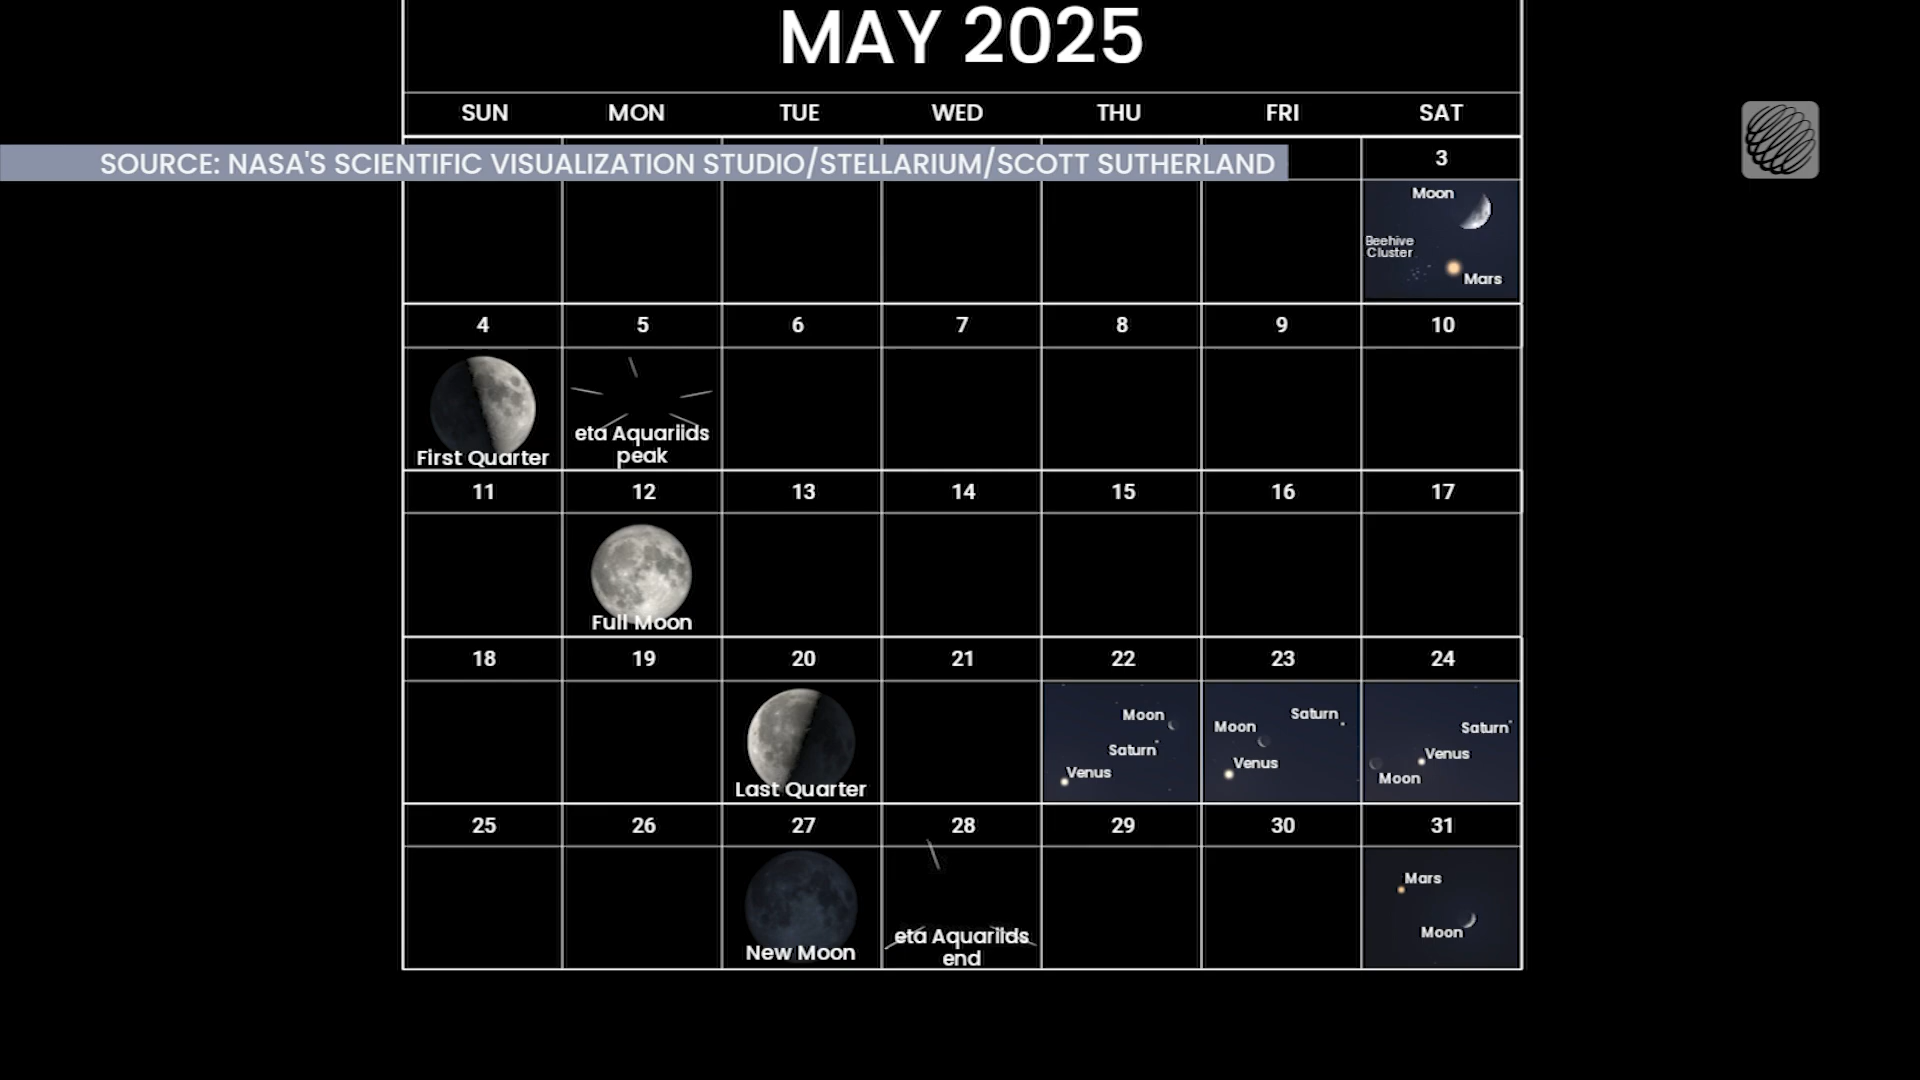 MAY 2025
SUN MON TUE WED THU FRI SAT
SOURCE: NASA'S SCIENTIFIC VISUALIZATION STUDIO/STELLARIUM/SCOTT SUTHERLAND
3
Moon
Beehive
Cluster
Mars
4 5 6 7 8 9 10
First Quarter
eta Aquariids
peak
11 12 13 14 15 16 17
Full Moon
18 19 20 21 22 23 24
Last Quarter
Moon
Saturn
Venus
Saturn
Moon
Venus
Saturn
Venus
Moon
25 26 27 28 29 30 31
New Moon
eta Aquariids
end
Mars
Moon